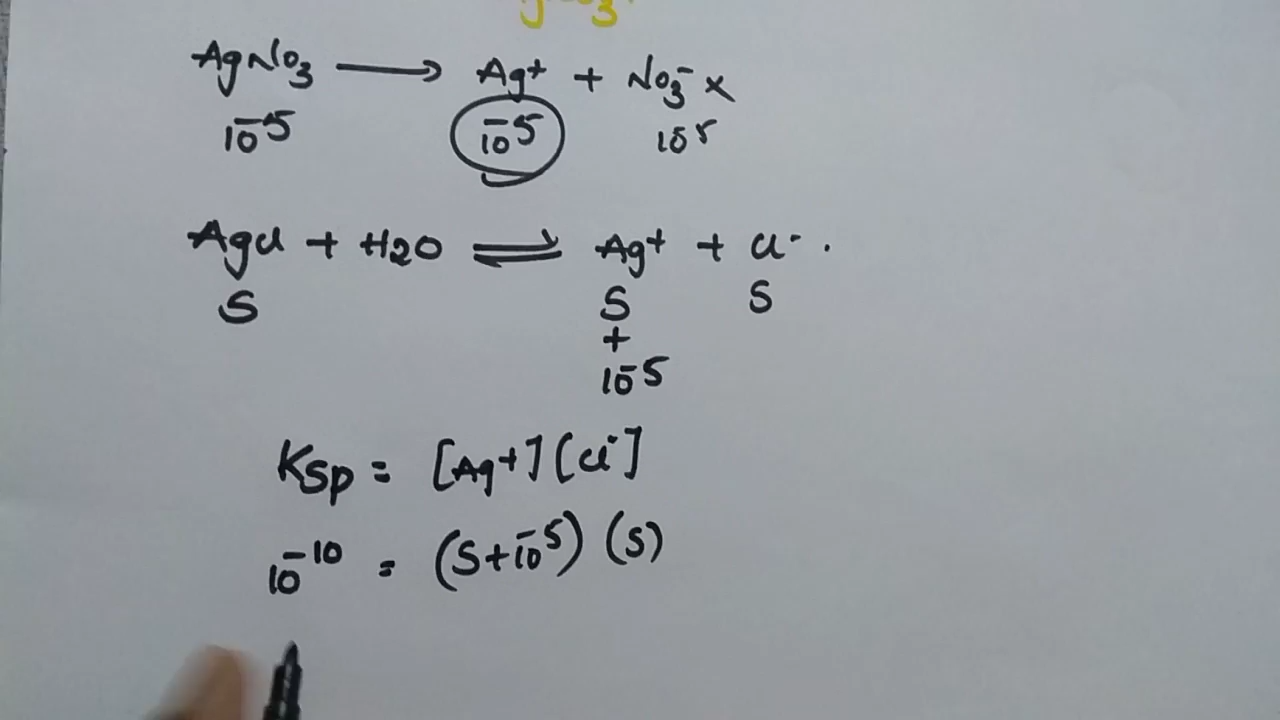 AgNo₃ ⟶ Ag⁺ + No₃⁻ x
10⁻⁵ 10⁻⁵ 10⁻⁵
AgCl + H2O ⇌ Ag⁺ + Cl⁻ .
S S S
+
10⁻⁵
Ksp = [Ag⁺] [Cl⁻]
10⁻¹⁰ = (S+10⁻⁵) (S)